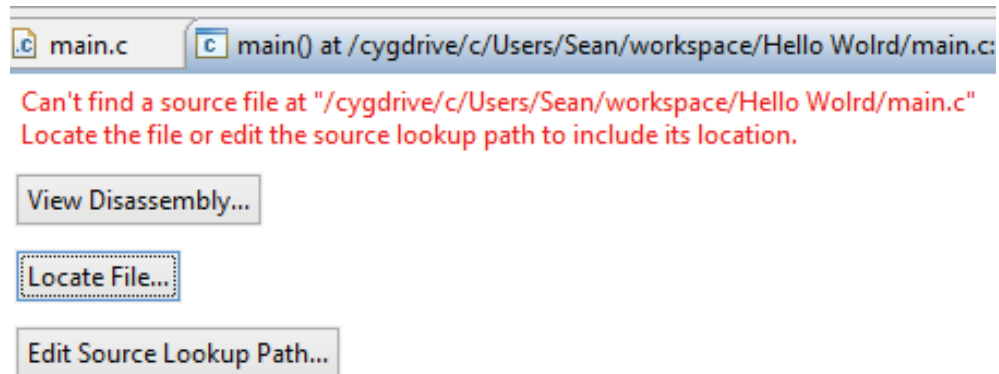 main.c
main() at /cygdrive/c/Users/Sean/workspace/Hello Wolrd/main.c:
Can't find a source file at "/cygdrive/c/Users/Sean/workspace/Hello Wolrd/main.c"
Locate the file or edit the source lookup path to include its location.
View Disassembly...
Locate File...
Edit Source Lookup Path...